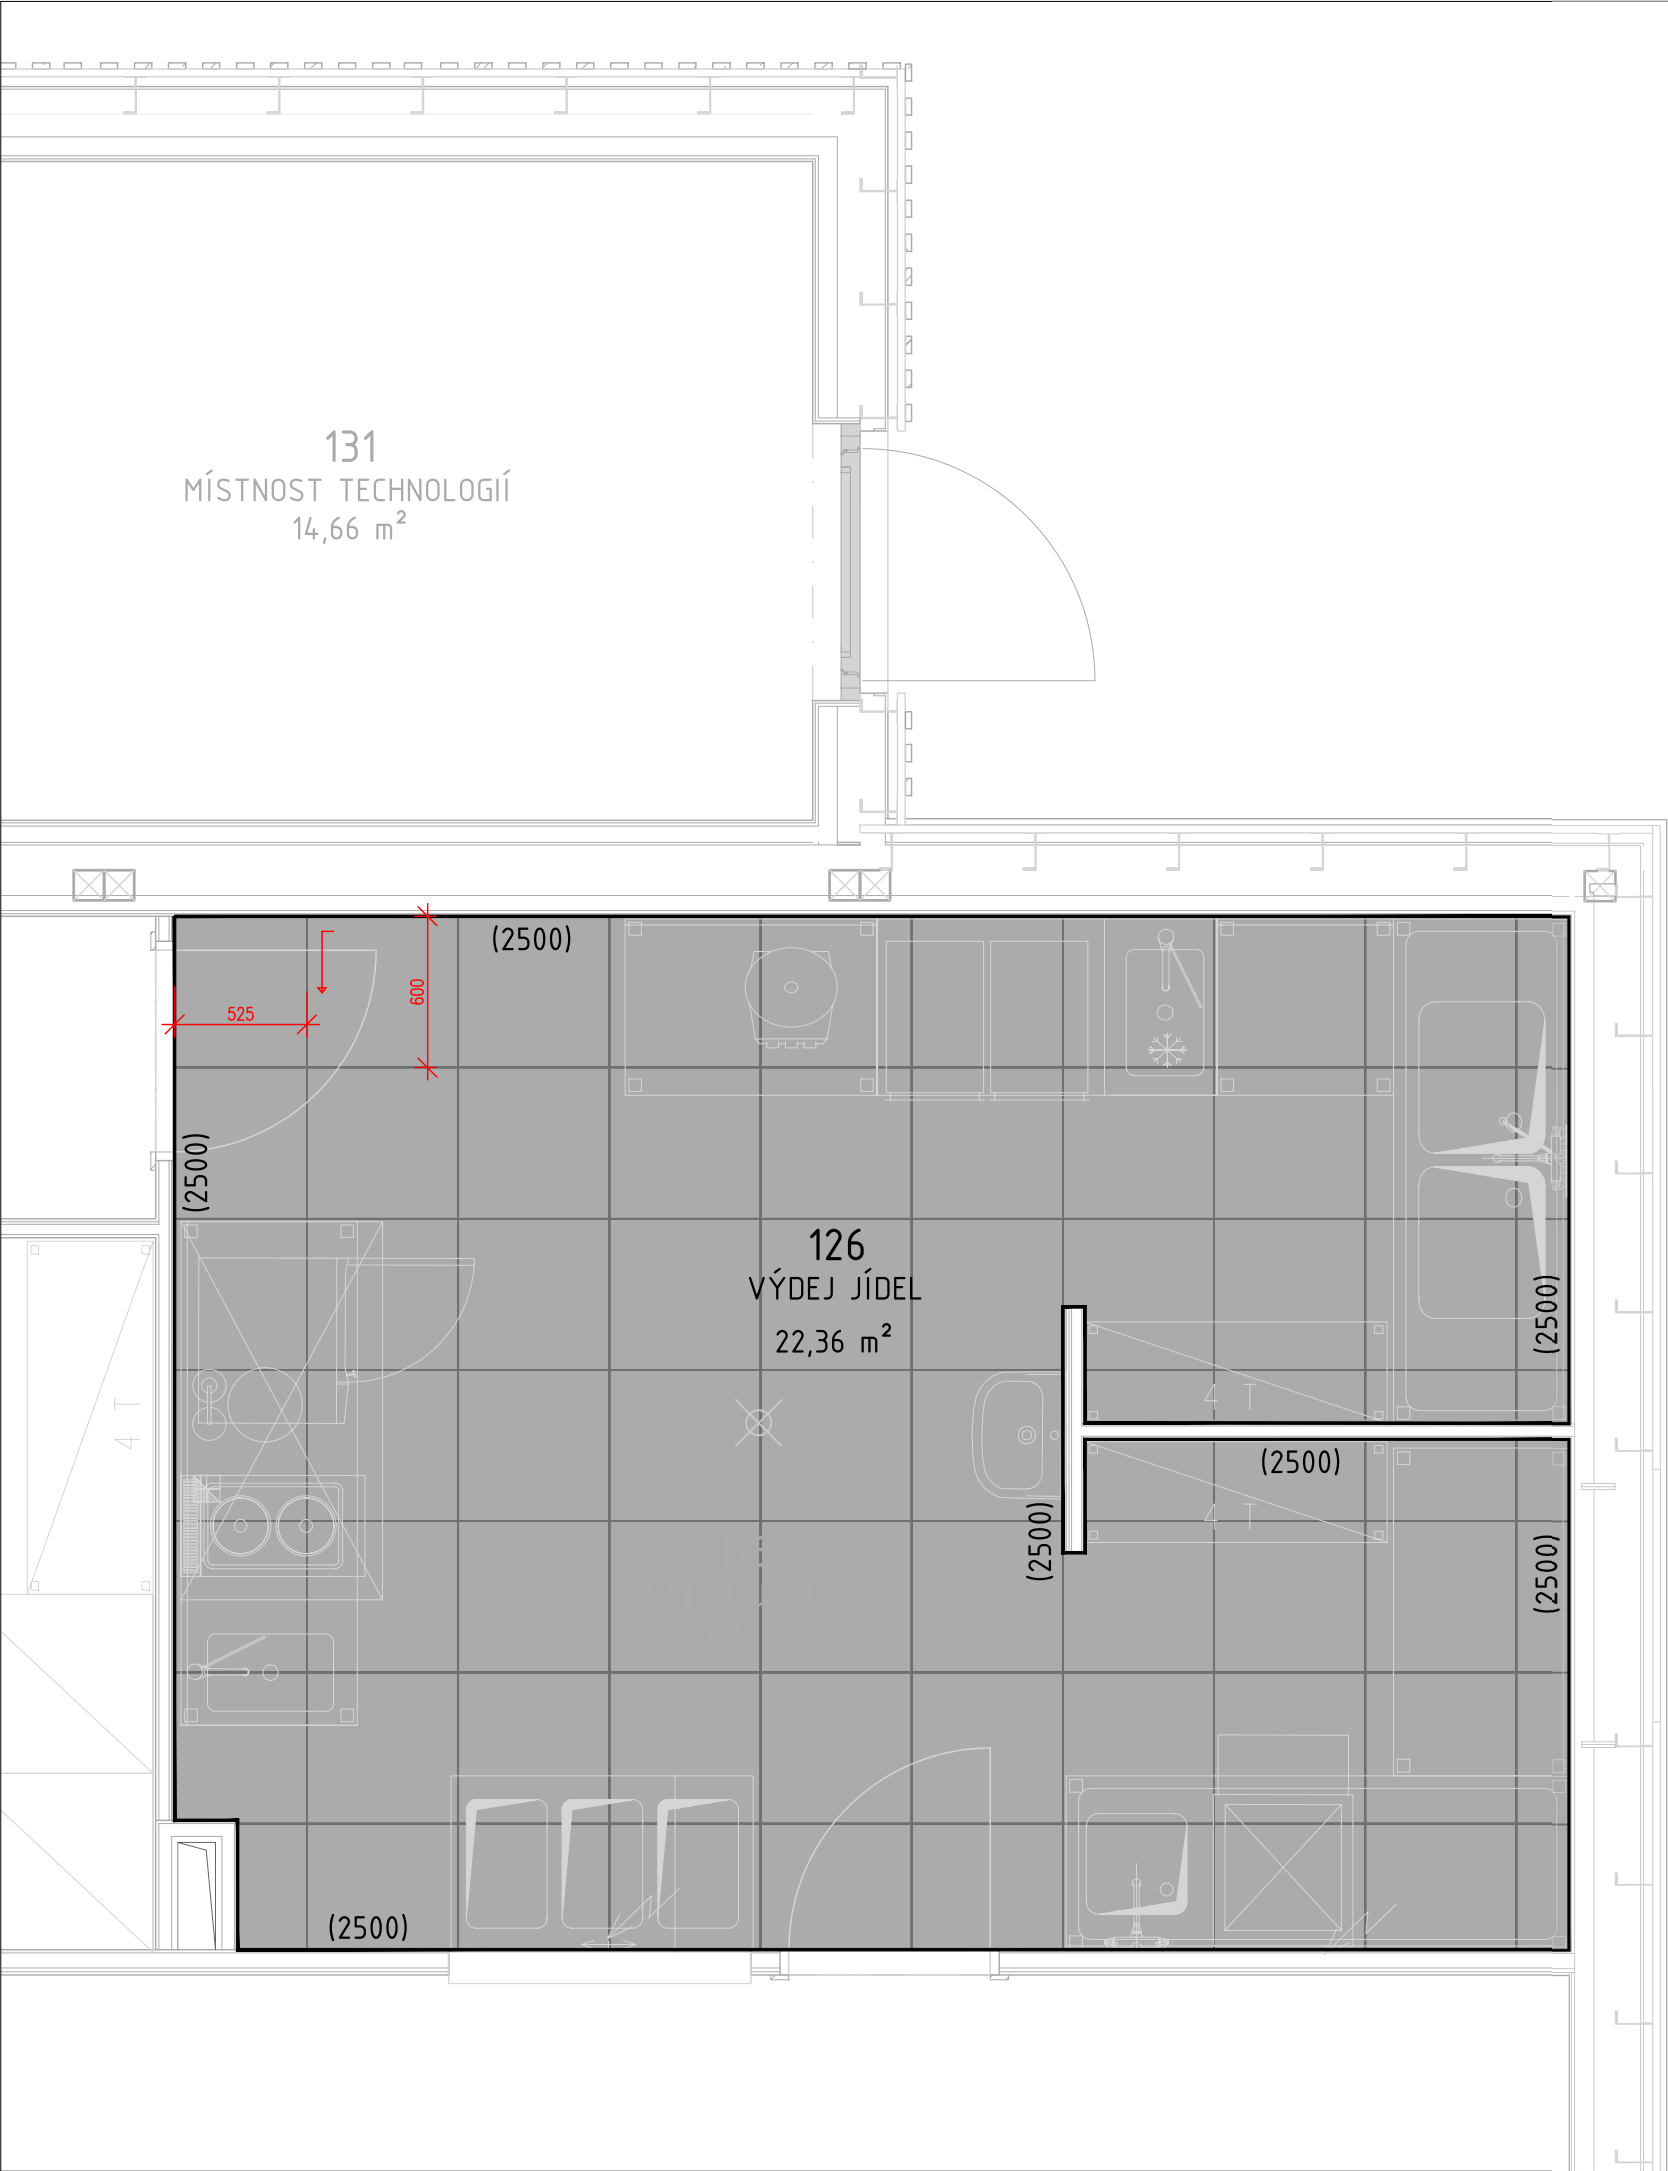 131
MÍSTNOST TECHNOLOGIÍ
14,66 m²
(2500)
600
525
(2500)
126
VÝDEJ JÍDEL
22,36 m²
(2500)
4 T
4 T
(2500)
4 T
(2500)
(2500)
(2500)